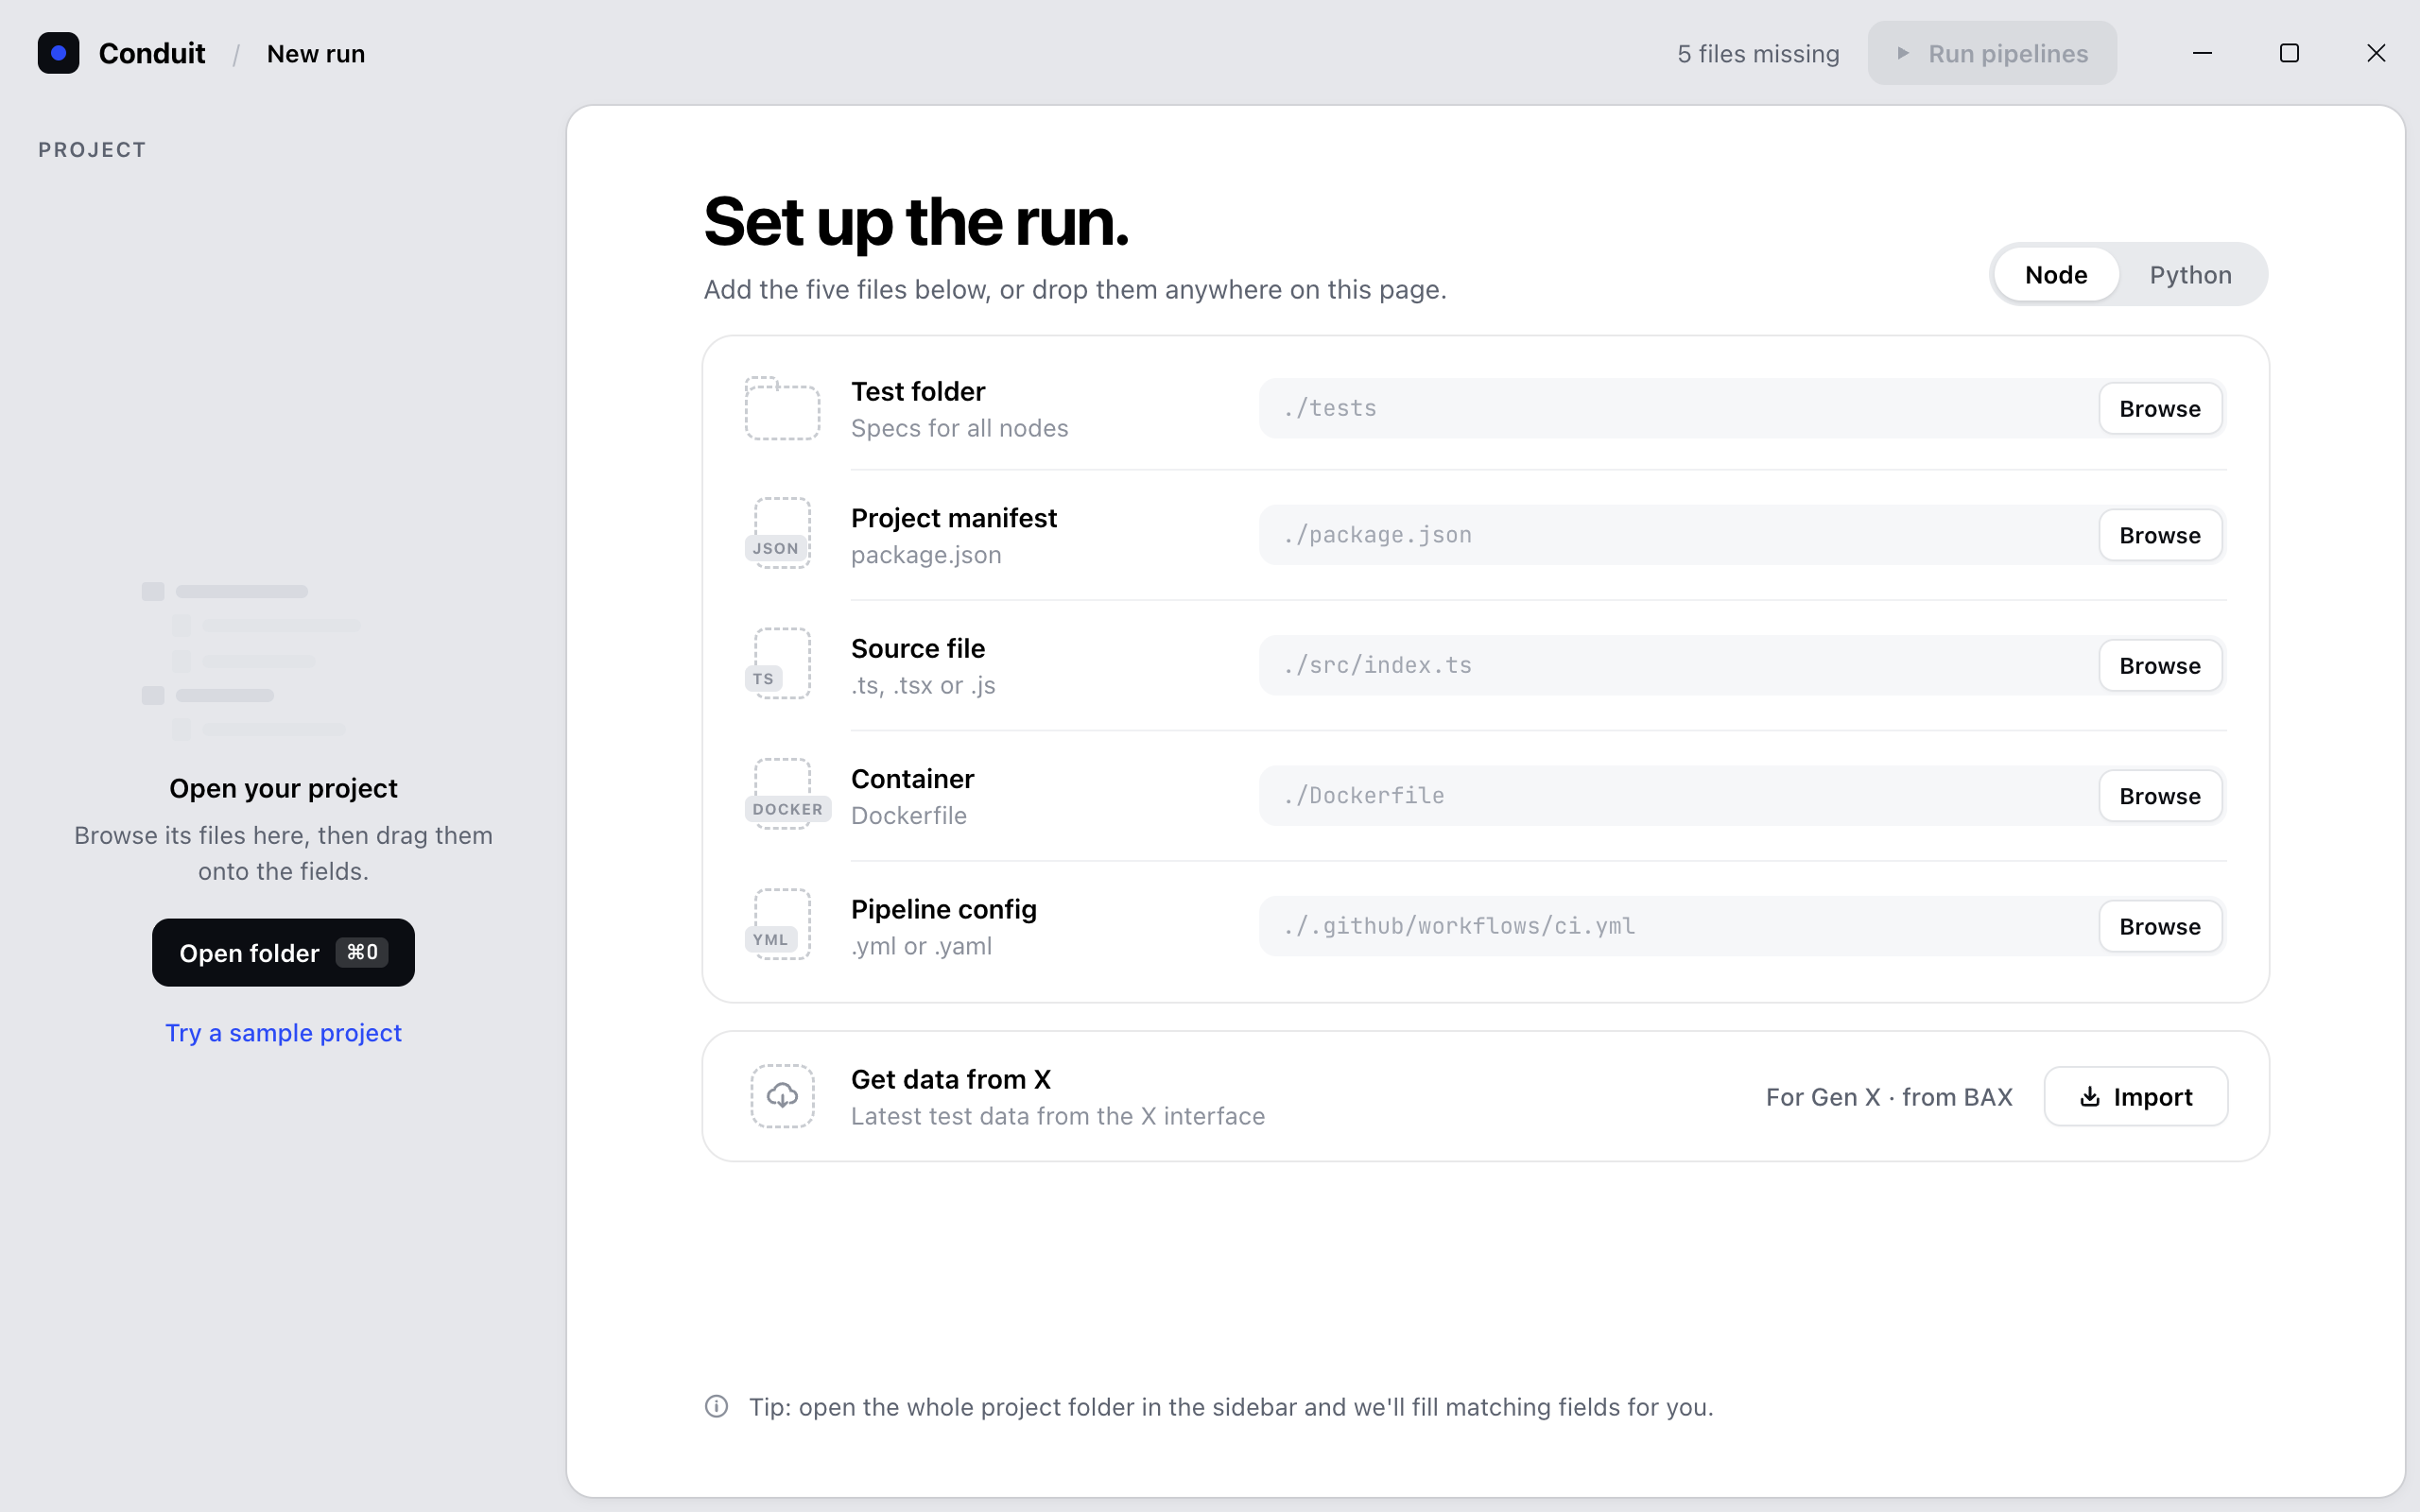 Conduit / New run
5 files missing
Run pipelines
PROJECT
Open your project
Browse its files here, then drag them
onto the fields.
Open folder ⌘O
Try a sample project
Set up the run.
Add the five files below, or drop them anywhere on this page.
Node
Python
Test folder
Specs for all nodes
./tests
Browse
JSON
Project manifest
package.json
./package.json
Browse
TS
Source file
.ts, .tsx or .js
./src/index.ts
Browse
DOCKER
Container
Dockerfile
./Dockerfile
Browse
YML
Pipeline config
.yml or .yaml
./.github/workflows/ci.yml
Browse
Get data from X
Latest test data from the X interface
For Gen X · from BAX
Import
Tip: open the whole project folder in the sidebar and we'll fill matching fields for you.